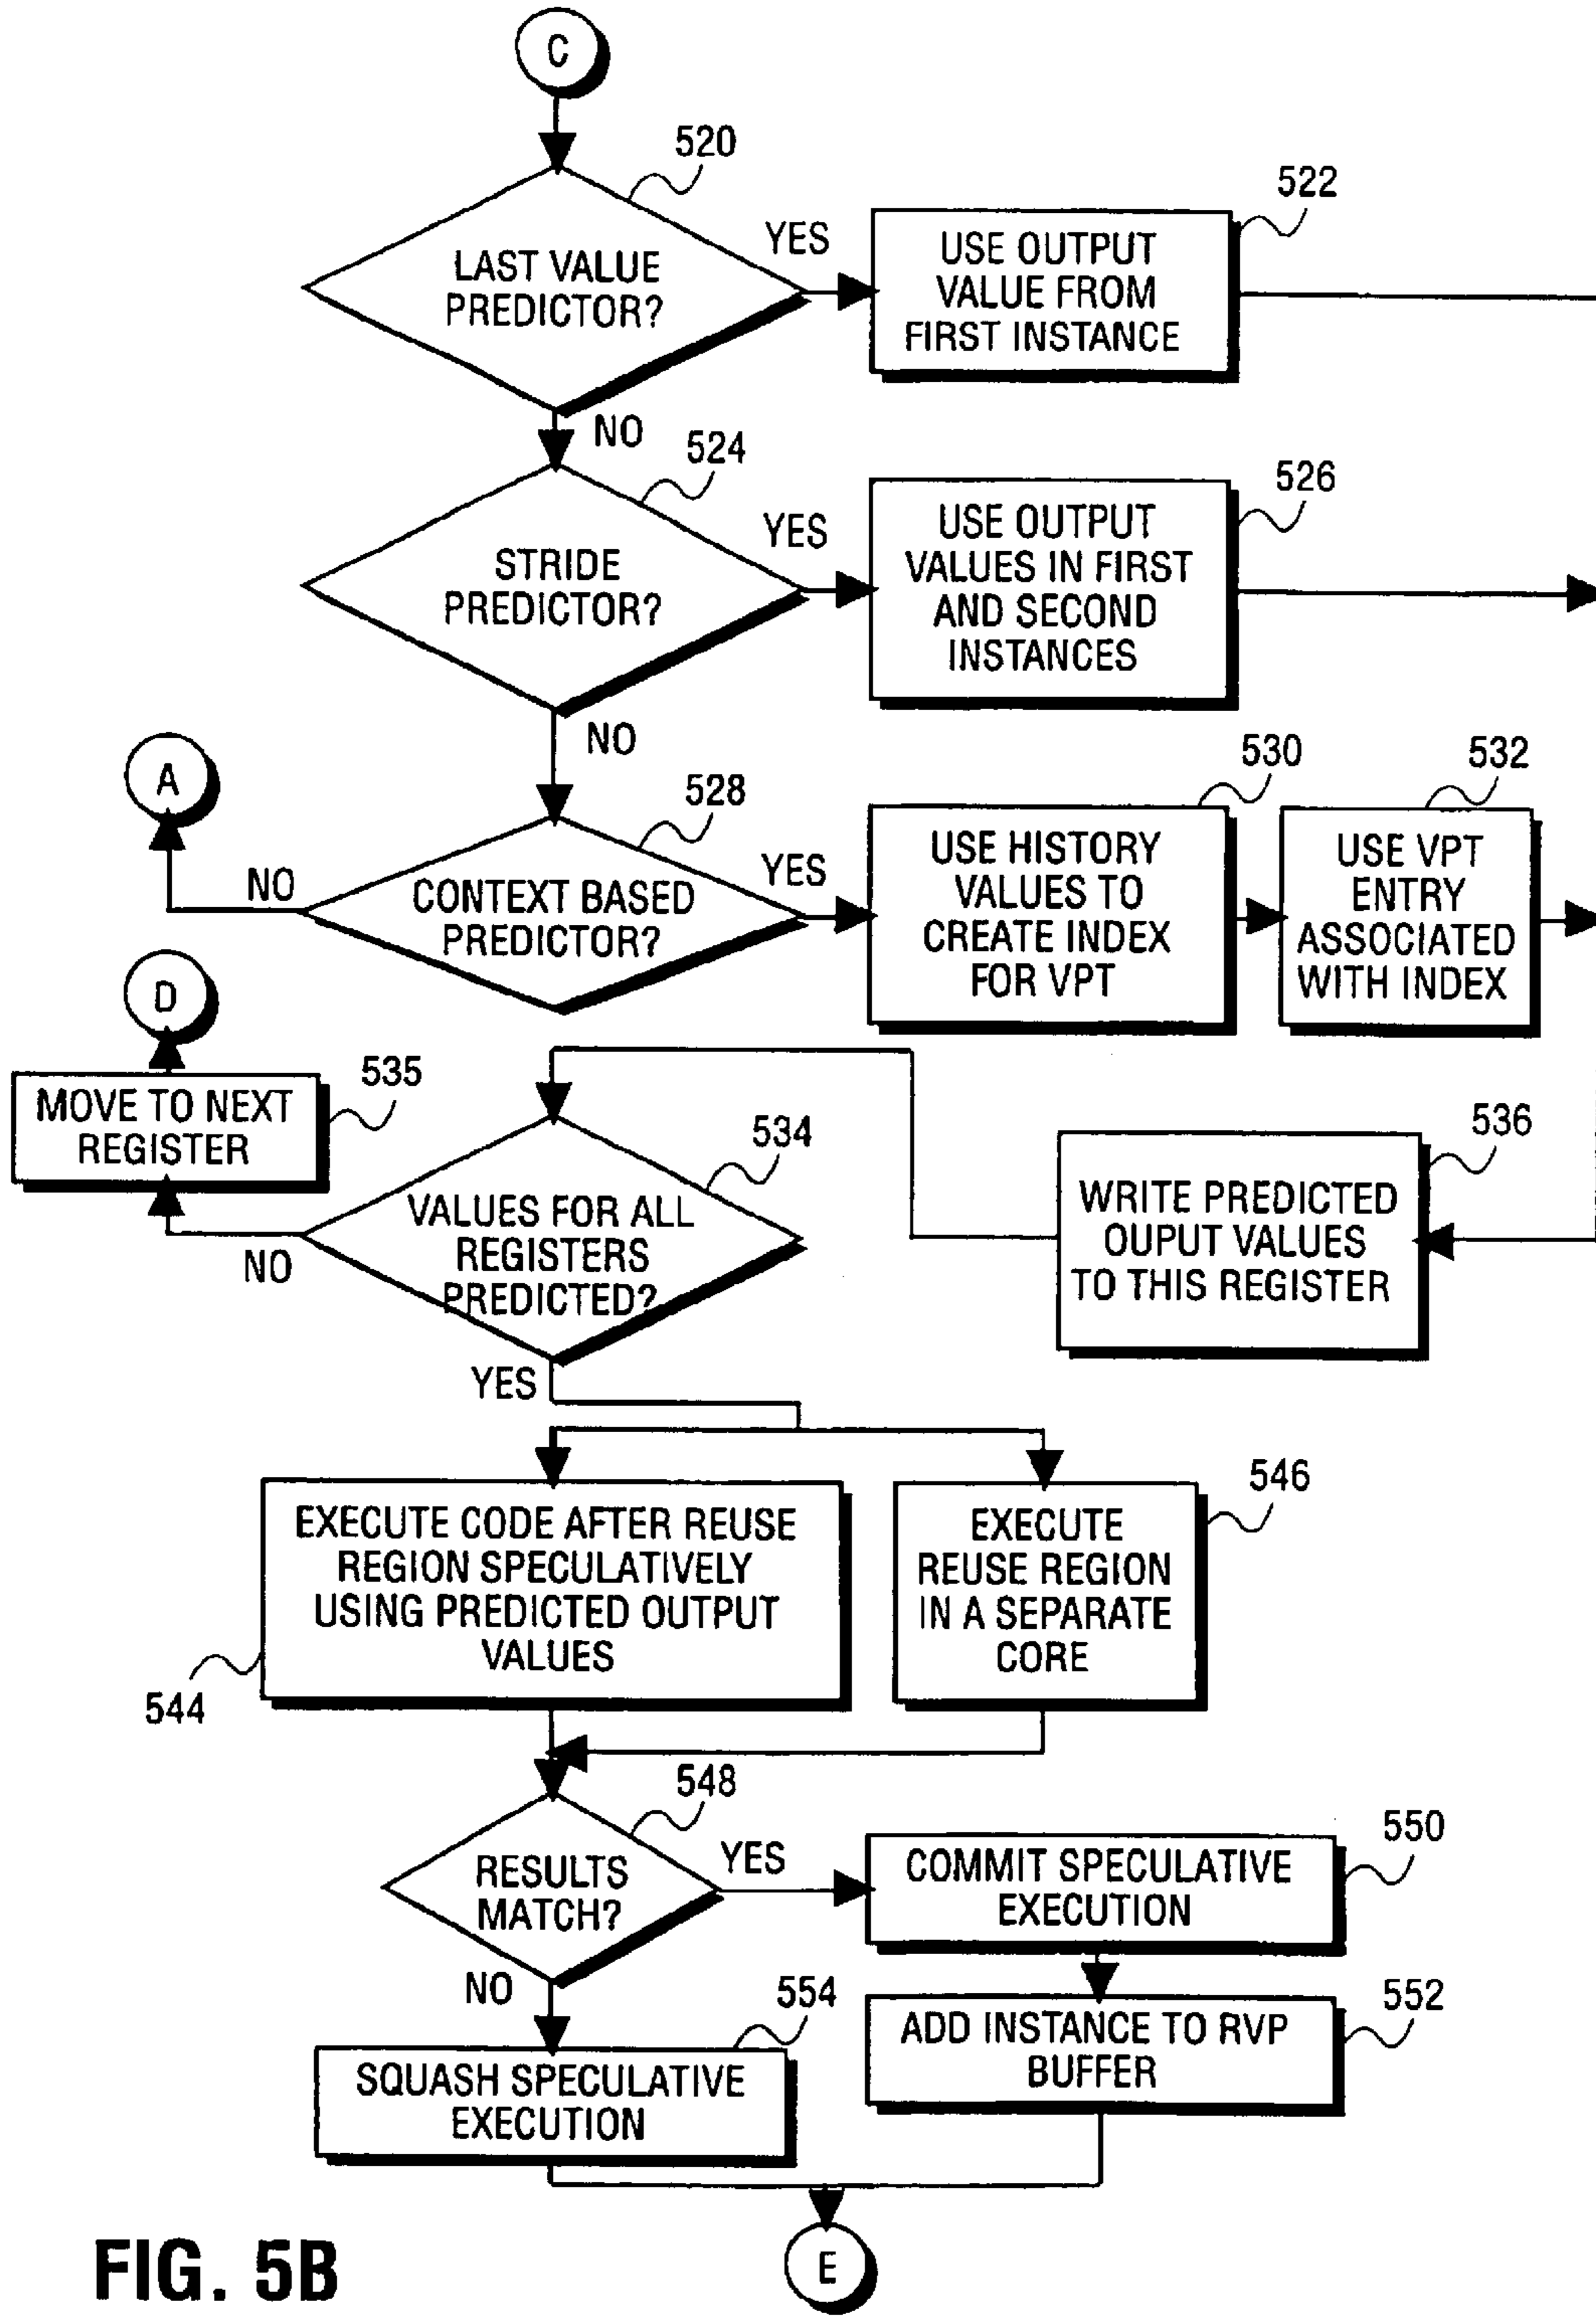 C
520
LAST VALUE
PREDICTOR?
YES
522
USE OUTPUT
VALUE FROM
FIRST INSTANCE
NO
524
STRIDE
PREDICTOR?
YES
526
USE OUTPUT
VALUES IN FIRST
AND SECOND
INSTANCES
NO
A
528
CONTEXT BASED
PREDICTOR?
NO
YES
530
USE HISTORY
VALUES TO
CREATE INDEX
FOR VPT
532
USE VPT
ENTRY
ASSOCIATED
WITH INDEX
D
535
MOVE TO NEXT
REGISTER
534
VALUES FOR ALL
REGISTERS
PREDICTED?
NO
536
WRITE PREDICTED
OUPUT VALUES
TO THIS REGISTER
YES
EXECUTE CODE AFTER REUSE
REGION SPECULATIVELY
USING PREDICTED OUTPUT
VALUES
544
546
EXECUTE
REUSE REGION
IN A SEPARATE
CORE
548
RESULTS
MATCH?
YES
550
COMMIT SPECULATIVE
EXECUTION
NO
554
SQUASH SPECULATIVE
EXECUTION
552
ADD INSTANCE TO RVP
BUFFER
E
FIG. 5B